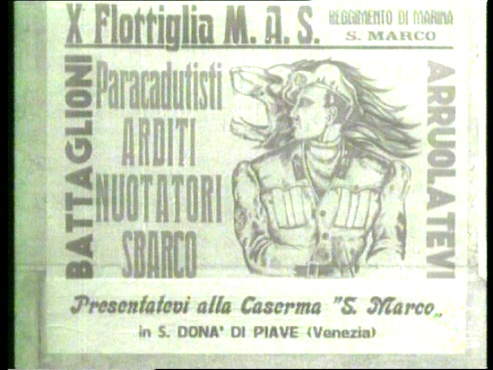 X Flottiglia M. A. S.
REGGIMENTO DI MARINA
S. MARCO
BATTAGLIONI
Paracadutisti
ARDITI
NUOTATORI
SBARCO
ARRUOLATEVI
Presentatevi alla Caserma "S. Marco„
in S. DONA' DI PIAVE (Venezia)